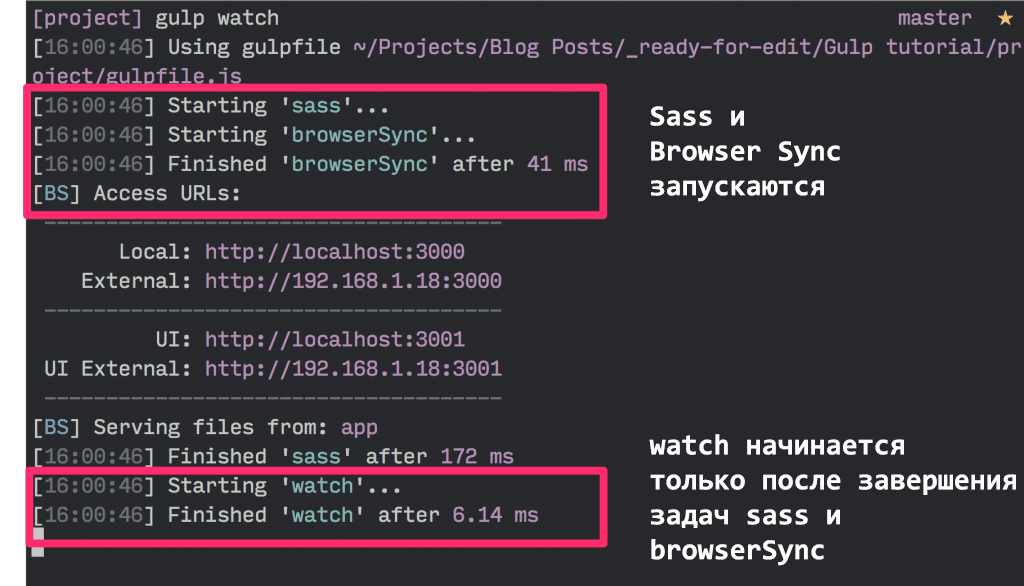 [project] gulp watch master ★
[16:00:46] Using gulpfile ~/Projects/Blog Posts/_ready-for-edit/Gulp tutorial/pr
oject/gulpfile.js
[16:00:46] Starting 'sass'...
[16:00:46] Starting 'browserSync'...
[16:00:46] Finished 'browserSync' after 41 ms
[BS] Access URLs:
Sass и
Browser Sync
запускаются
--------------------------------------
Local: http://localhost:3000
External: http://192.168.1.18:3000
--------------------------------------
UI: http://localhost:3001
UI External: http://192.168.1.18:3001
--------------------------------------
[BS] Serving files from: app
[16:00:46] Finished 'sass' after 172 ms
[16:00:46] Starting 'watch'...
[16:00:46] Finished 'watch' after 6.14 ms
watch начинается
только после завершения
задач sass и
browserSync